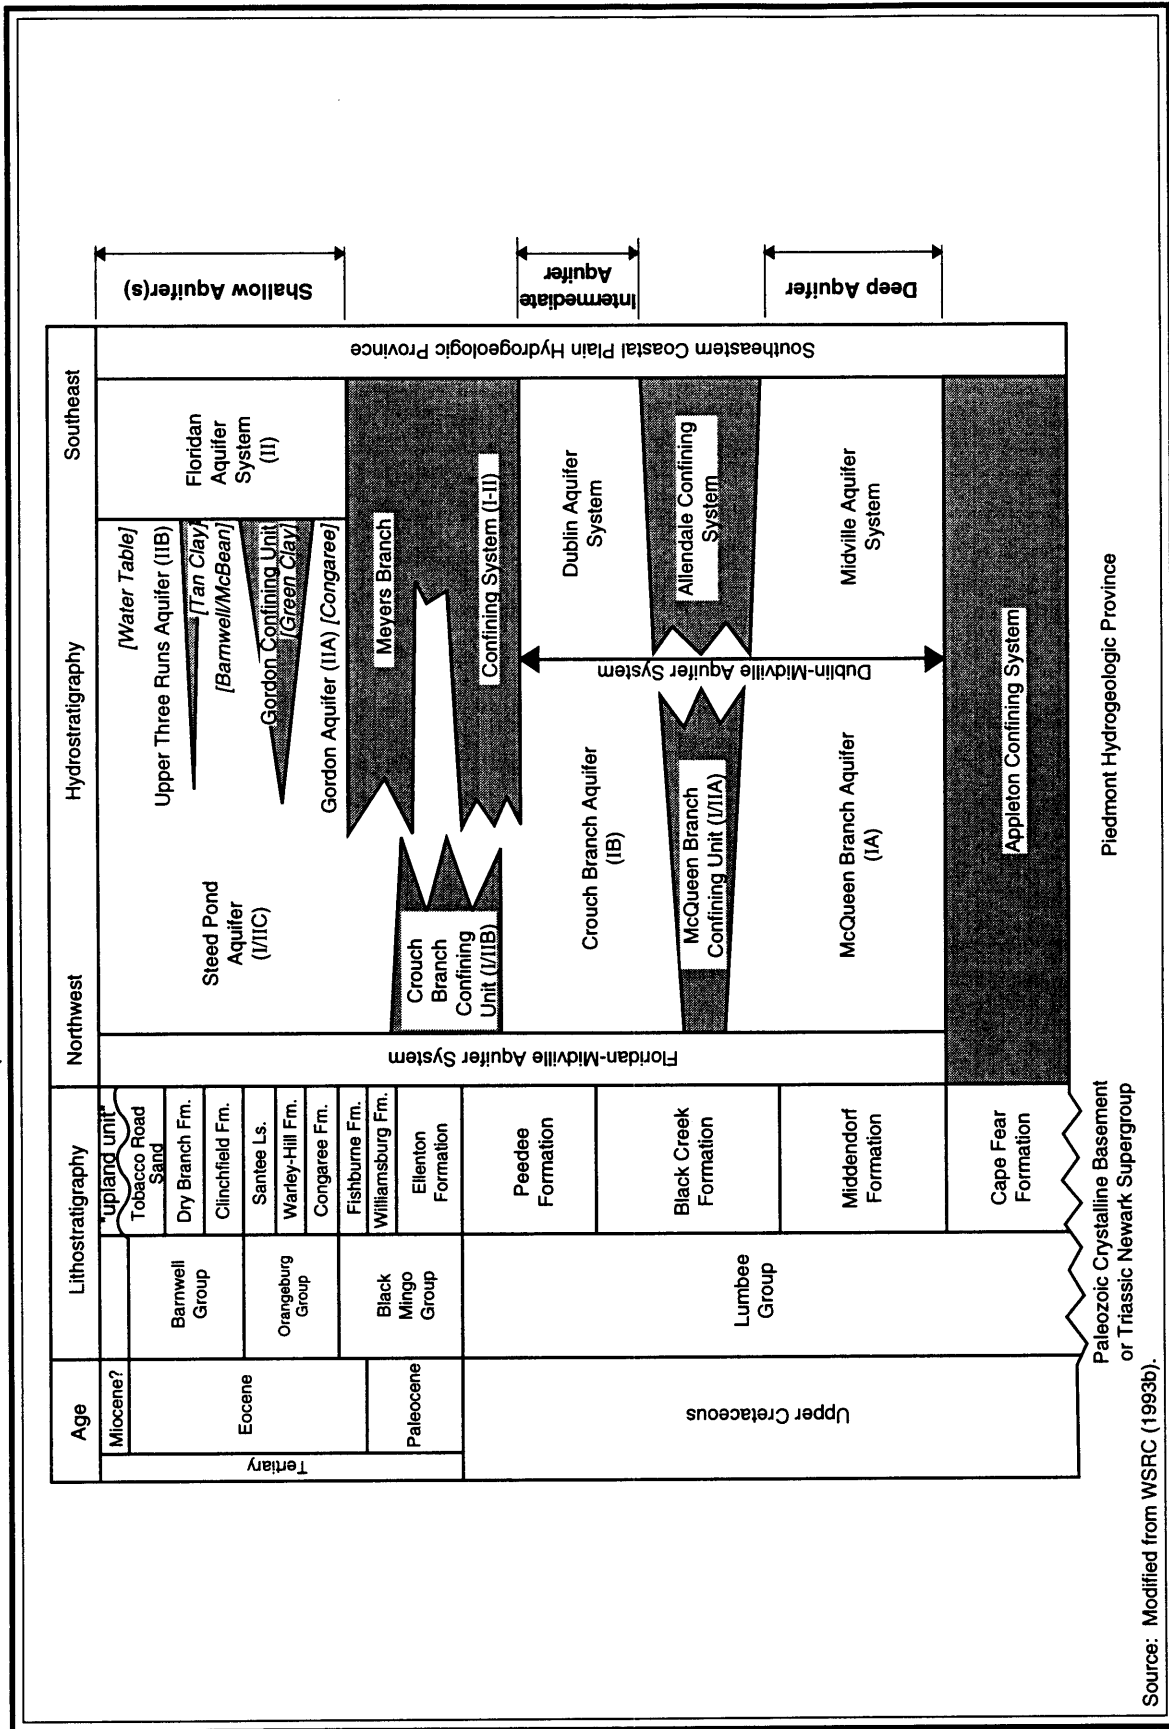 Age
Lithostratigraphy
Northwest
Hydrostratigraphy
Southeast
Tertiary
Miocene?
Eocene
Paleocene
Upper Cretaceous
Barnwell
Group
Orangeburg
Group
Black
Mingo
Group
Lumbee
Group
"upland unit"
Tobacco Road
Sand
Dry Branch Fm.
Clinchfield Fm.
Santee Ls.
Warley-Hill Fm.
Congaree Fm.
Fishburne Fm.
Williamsburg Fm.
Ellenton
Formation
Peedee
Formation
Black Creek
Formation
Middendorf
Formation
Cape Fear
Formation
Paleozoic Crystalline Basement
or Triassic Newark Supergroup
Floridan-Midville Aquifer System
Steed Pond
Aquifer
(I/IIC)
Crouch
Branch
Confining
Unit (I/IIB)
Crouch Branch Aquifer
(IB)
McQueen Branch
Confining Unit (I/IIA)
McQueen Branch Aquifer
(IA)
Appleton Confining System
[Water Table]
Upper Three Runs Aquifer (IIB)
[Tan Clay]
[Barnwell/McBean]
Gordon Confining Unit
[Green Clay]
Gordon Aquifer (IIA) [Congaree]
Meyers Branch
Confining System (I-II)
Dublin-Midville Aquifer System
Floridan
Aquifer
System
(II)
Dublin Aquifer
System
Allendale Confining
System
Midville Aquifer
System
Southeastern Coastal Plain Hydrogeologic Province
Piedmont Hydrogeologic Province
Shallow Aquifer(s)
Intermediate
Aquifer
Deep Aquifer
Source: Modified from WSRC (1993b).